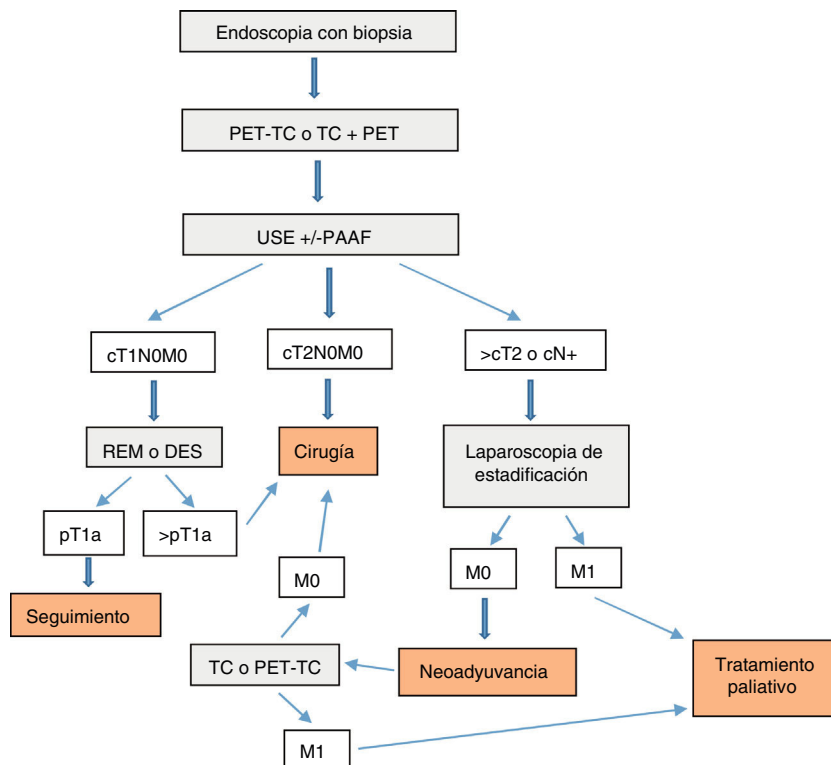 Endoscopia con biopsia
PET-TC o TC + PET
USE +/-PAAF
cT1N0M0
cT2N0M0
>cT2 o cN+
REM o DES
Cirugía
Laparoscopia de
estadificación
pT1a
>pT1a
M0
M0
M1
Seguimiento
TC o PET-TC
Neoadyuvancia
Tratamiento
paliativo
M1